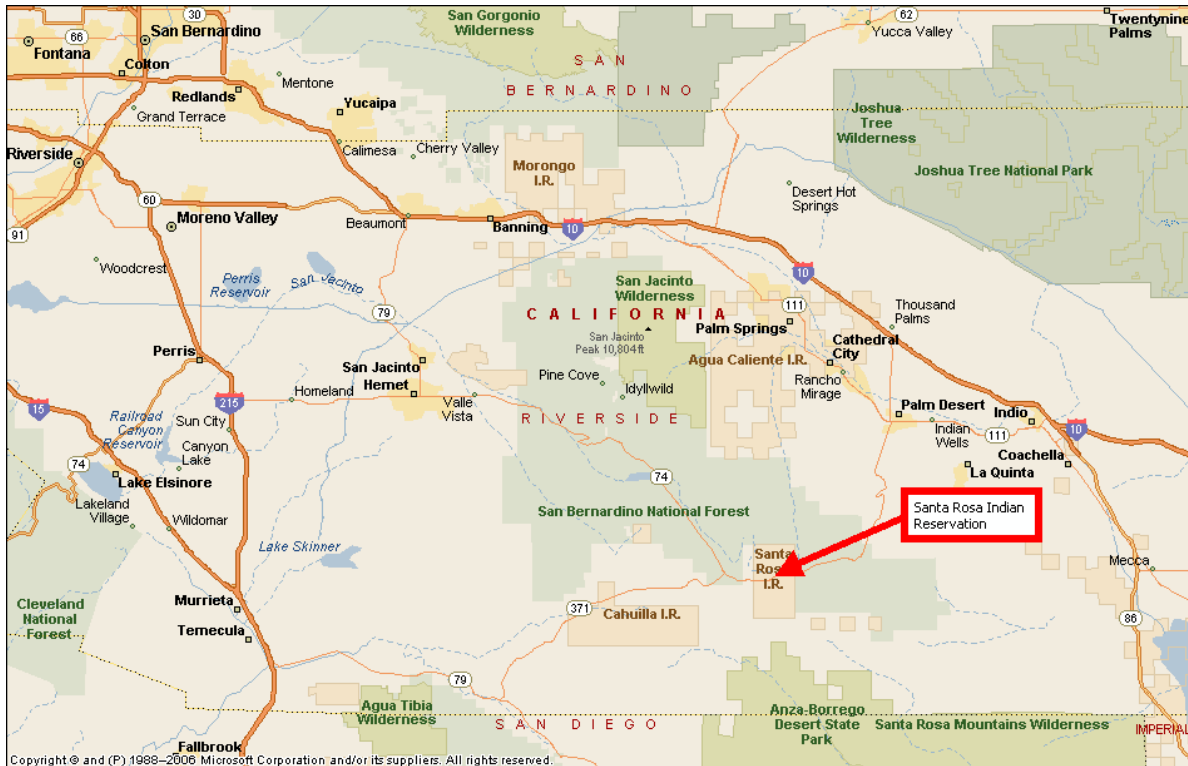 30
San Gorgonio
Wilderness
62
Twentynine
Palms
66
San Bernardino
Yucca Valley
Fontana
Colton
SAN
BERNARDINO
Mentone
Redlands
Yucaipa
Grand Terrace
Joshua
Tree
Wilderness
Riverside
Calimesa
Cherry Valley
Morongo
I.R.
Joshua Tree National Park
60
Desert Hot
Springs
Moreno Valley
Beaumont
Banning
10
91
Woodcrest
Perris
Reservoir
San Jacinto
10
San Jacinto
Wilderness
79
CALIFORNIA
111
Thousand
Palms
San Jacinto
Peak 10,804 ft
Palm Springs
Perris
San Jacinto
Hemet
Agua Caliente I.R.
Cathedral
City
Pine Cove
Idyllwild
Rancho
Mirage
15
215
Homeland
Valle
Vista
RIVERSIDE
Palm Desert
Indio
Railroad
Canyon
Reservoir
Sun City
Canyon
Lake
Indian
Wells
111
10
Coachella
La Quinta
74
Lake Elsinore
74
Lakeland
Village
Wildomar
San Bernardino National Forest
Santa Rosa Indian
Reservation
Lake Skinner
Santa
Rosa
I.R.
Mecca
Cleveland
National
Forest
Murrieta
Temecula
371
Cahuilla I.R.
86
79
Agua Tibia
Wilderness
SAN DIEGO
Anza-Borrego
Desert State
Park
Santa Rosa Mountains Wilderness
IMPERIAL
Fallbrook
Copyright © and (P) 1988–2006 Microsoft Corporation and/or its suppliers. All rights reserved.